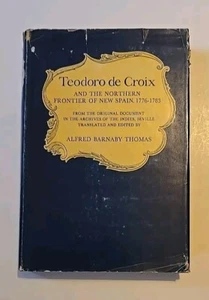 Teodoro de Croix
AND THE NORTHERN
FRONTIER OF NEW SPAIN, 1776-1783
FROM THE ORIGINAL DOCUMENT
IN THE ARCHIVES OF THE INDIES, SEVILLE
TRANSLATED AND EDITED BY
ALFRED BARNABY THOMAS